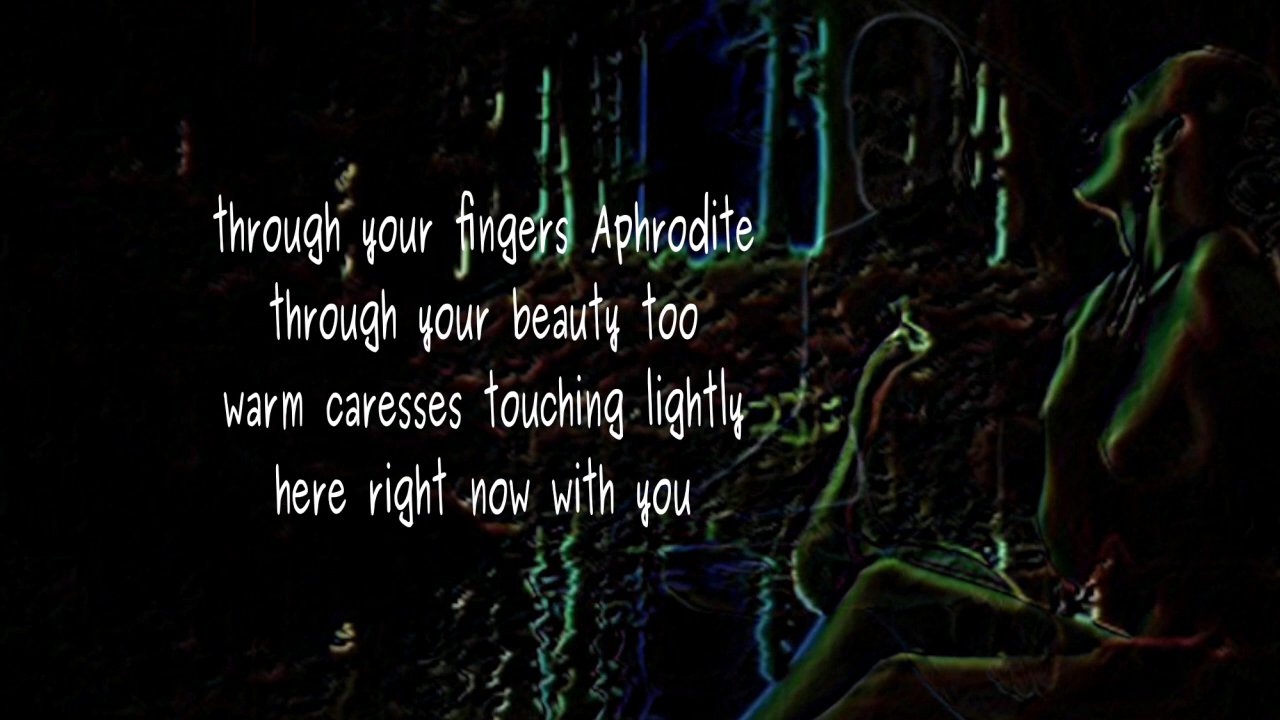 through your fingers Aphrodite
through your beauty too
warm caresses touching lightly
here right now with you